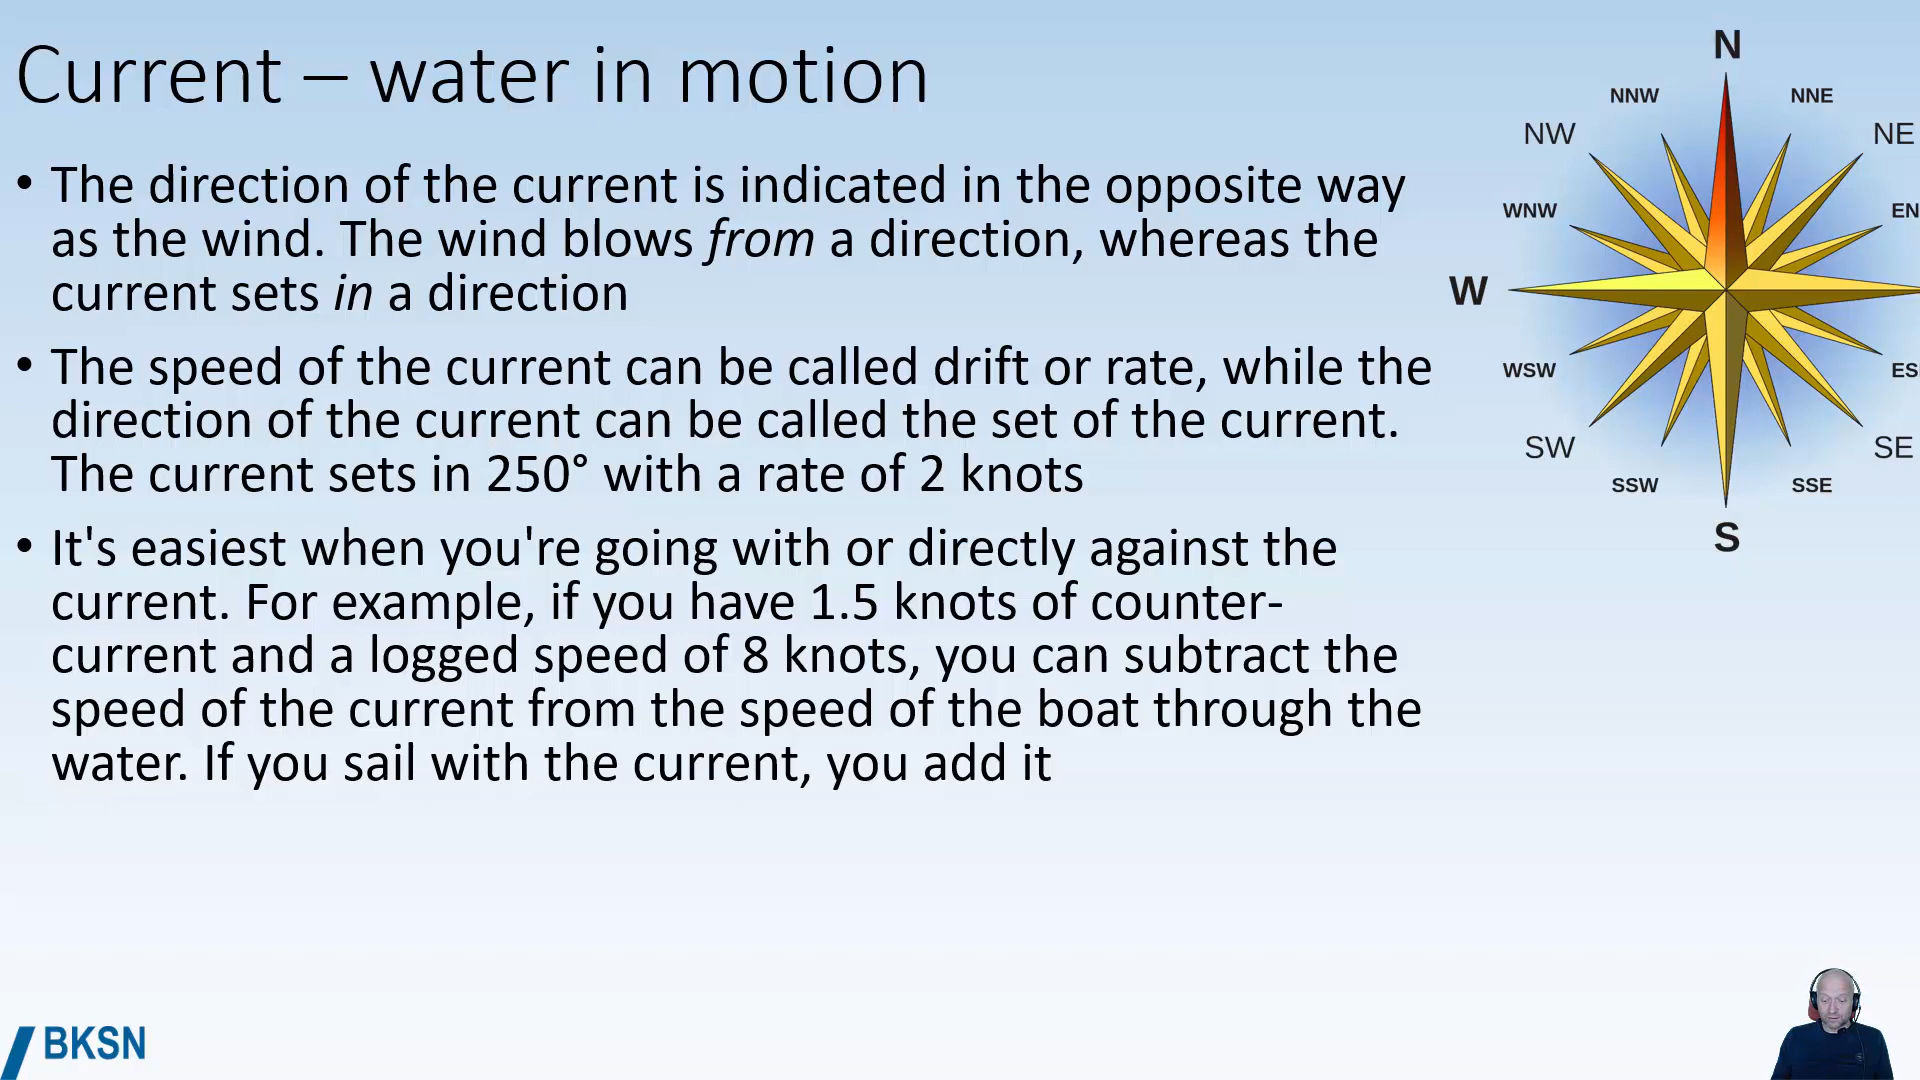 Current – water in motion
• The direction of the current is indicated in the opposite way
as the wind. The wind blows from a direction, whereas the
current sets in a direction
• The speed of the current can be called drift or rate, while the
direction of the current can be called the set of the current.
The current sets in 250° with a rate of 2 knots
• It's easiest when you're going with or directly against the
current. For example, if you have 1.5 knots of counter-
current and a logged speed of 8 knots, you can subtract the
speed of the current from the speed of the boat through the
water. If you sail with the current, you add it
N
NNW NNE
NW NE
WNW EN
W
WSW ES
SW SE
SSW SSE
S
BKSN